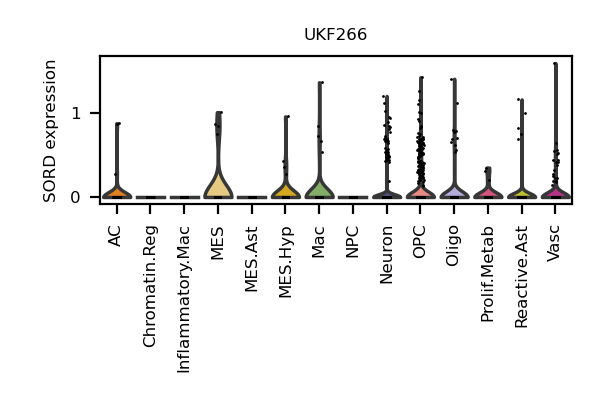 UKF266
SORD expression
1
0
AC
Chromatin.Reg
Inflammatory.Mac
MES
MES.Ast
MES.Hyp
Mac
NPC
Neuron
OPC
Oligo
Prolif.Metab
Reactive.Ast
Vasc